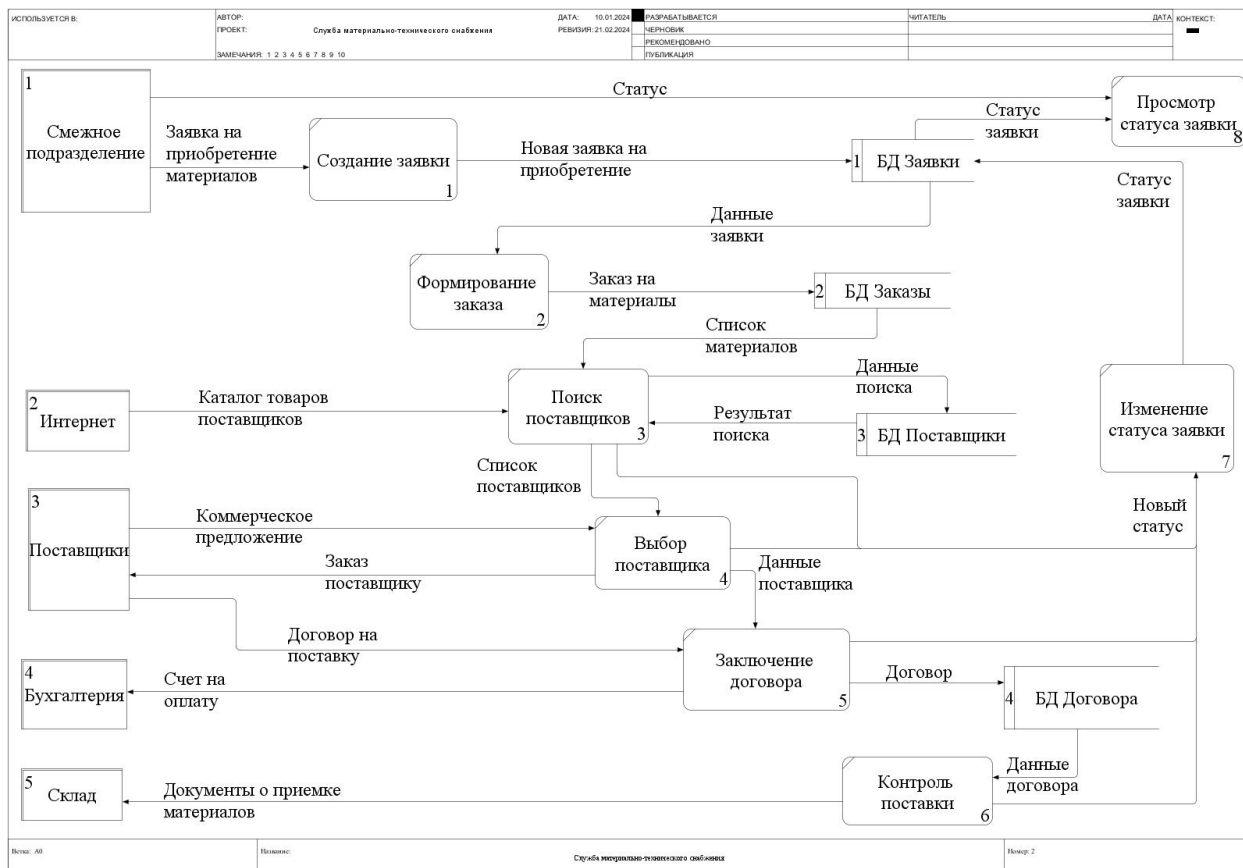 ИСПОЛЬЗУЕТСЯ В:
АВТОР:
ДАТА: 10.01.2024
РАЗРАБАТЫВАЕТСЯ
ЧИТАТЕЛЬ
ДАТА
КОНТЕКСТ:
ПРОЕКТ: Служба материально-технического снабжения
РЕВИЗИЯ: 21.02.2024
ЧЕРНОВИК
РЕКОМЕНДОВАНО
ЗАМЕЧАНИЯ: 1 2 3 4 5 6 7 8 9 10
ПУБЛИКАЦИЯ
1
Смежное
подразделение
Статус
Просмотр
статуса заявки
8
Заявка на
приобретение
материалов
Создание заявки
1
Новая заявка на
приобретение
1
БД Заявки
Статус
заявки
Статус
заявки
Данные
заявки
Формирование
заказа
2
Заказ на
материалы
2
БД Заказы
Список
материалов
2
Интернет
Каталог товаров
поставщиков
Поиск
поставщиков
3
Данные
поиска
Результат
поиска
3
БД Поставщики
Изменение
статуса заявки
7
Список
поставщиков
Новый
статус
3
Поставщики
Коммерческое
предложение
Выбор
поставщика
4
Заказ
поставщику
Данные
поставщика
Договор на
поставку
Заключение
договора
5
Договор
4
БД Договора
4
Бухгалтерия
Счет на
оплату
Данные
договора
5
Склад
Документы о приемке
материалов
Контроль
поставки
6
Ветка: A0
Название:
Служба материально-технического снабжения
Номер: 2